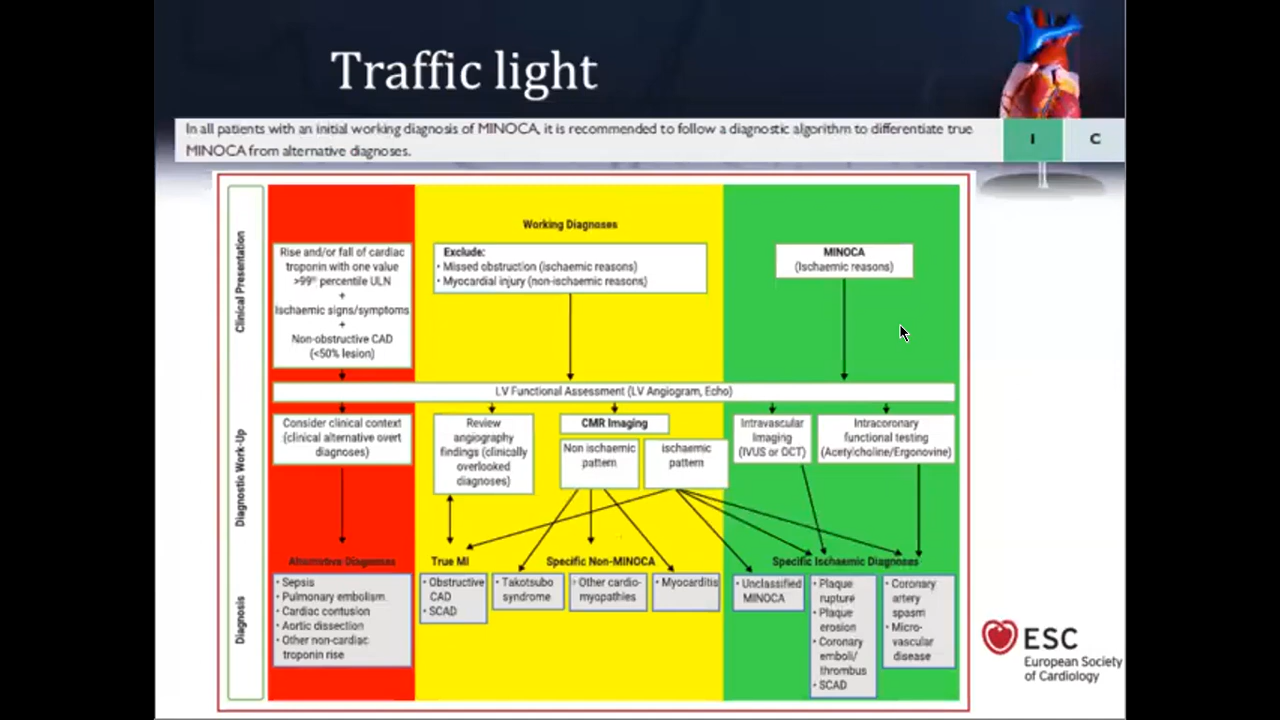 Traffic light
In all patients with an initial working diagnosis of MINOCA, it is recommended to follow a diagnostic algorithm to differentiate true
MINOCA from alternative diagnoses.
I
C
Clinical Presentation
Rise and/or fall of cardiac
troponin with one value
>99th percentile ULN
+
Ischaemic signs/symptoms
+
Non-obstructive CAD
(<50% lesion)
Working Diagnoses
Exclude:
• Missed obstruction (ischaemic reasons)
• Myocardial injury (non-ischaemic reasons)
MINOCA
(Ischaemic reasons)
LV Functional Assessment (LV Angiogram, Echo)
Diagnostic Work-Up
Consider clinical context
(clinical alternative overt
diagnoses)
Review
angiography
findings (clinically
overlooked
diagnoses)
CMR Imaging
Non ischaemic
pattern
ischaemic
pattern
Intravascular
Imaging
(IVUS or OCT)
Intracoronary
functional testing
(Acetylcholine/Ergonovine)
Diagnosis
Alternative Diagnoses
• Sepsis
• Pulmonary embolism
• Cardiac contusion
• Aortic dissection
• Other non-cardiac
troponin rise
True MI
• Obstructive
CAD
• SCAD
Specific Non-MINOCA
• Takotsubo
syndrome
• Other cardio-
myopathies
• Myocarditis
Specific Ischaemic Diagnoses
• Unclassified
MINOCA
• Plaque
rupture
• Plaque
erosion
• Coronary
emboli/
thrombus
• SCAD
• Coronary
artery
spasm
• Micro-
vascular
disease
ESC
European Society
of Cardiology